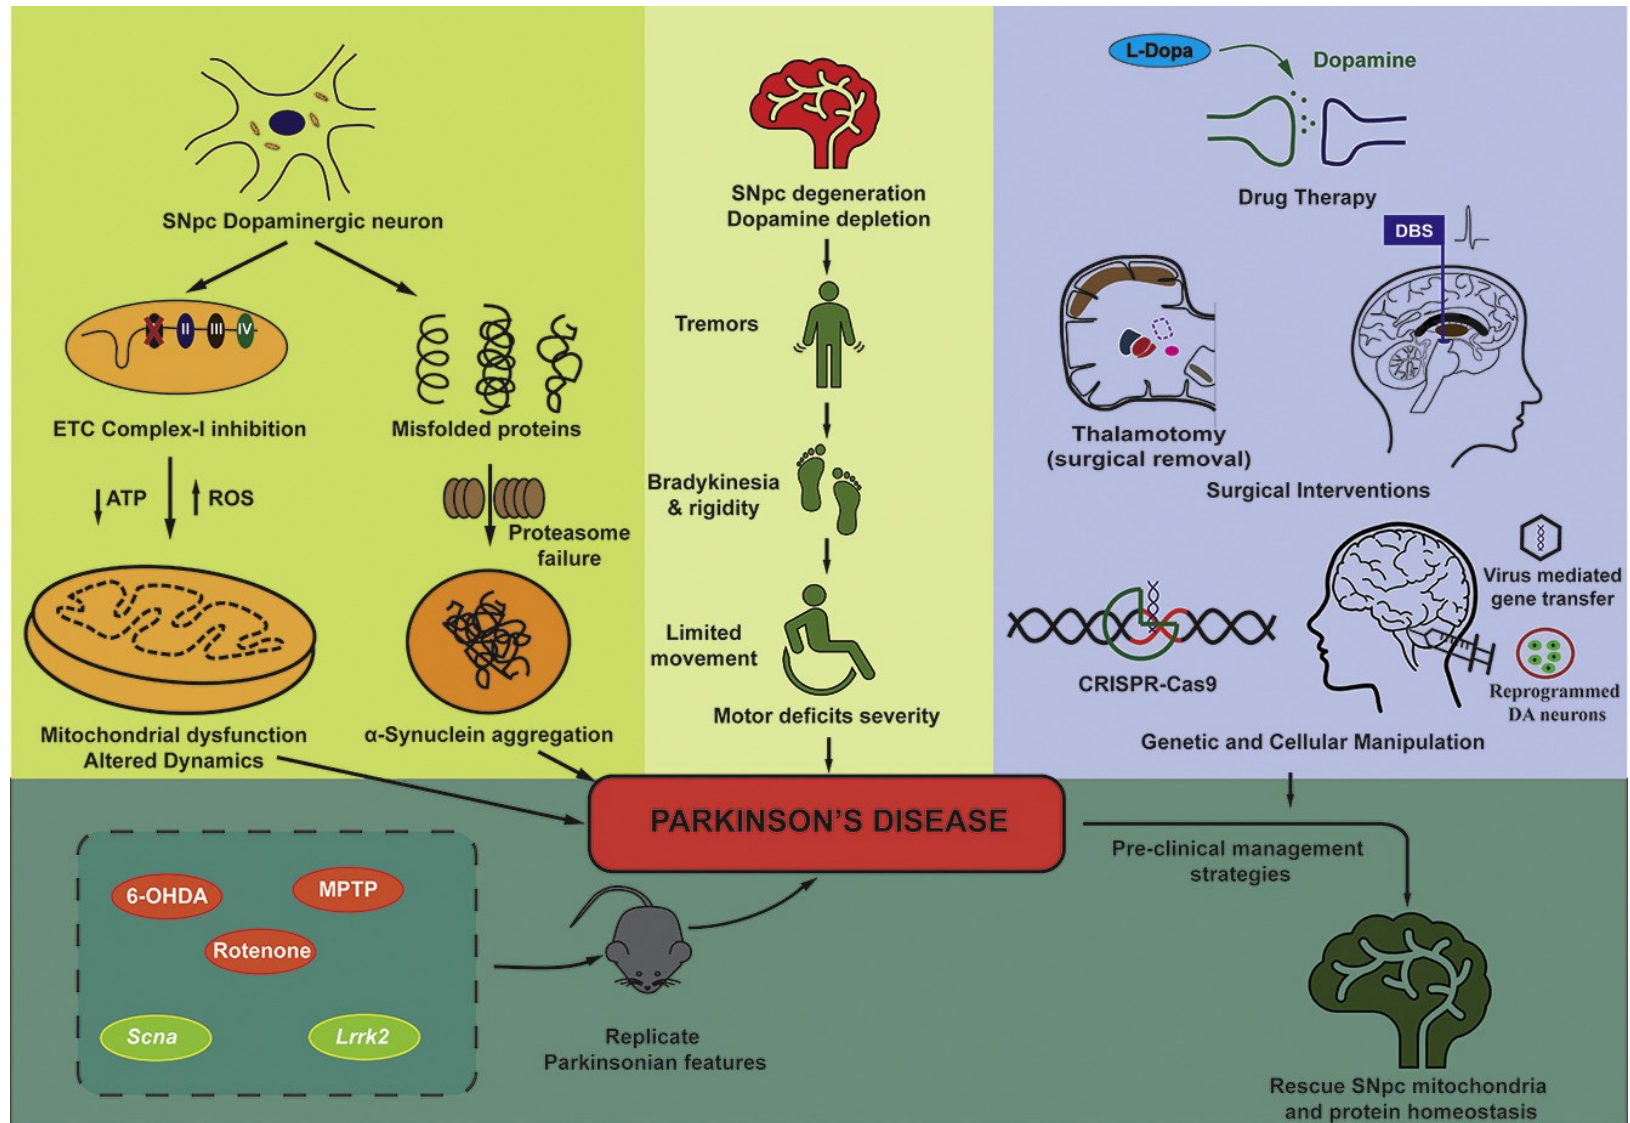 SNpc Dopaminergic neuron
II
III
IV
ETC Complex-I inhibition
Misfolded proteins
ATP
ROS
Proteasome
failure
Mitochondrial dysfunction
Altered Dynamics
α-Synuclein aggregation
SNpc degeneration
Dopamine depletion
Tremors
Bradykinesia
& rigidity
Limited
movement
Motor deficits severity
L-Dopa
Dopamine
Drug Therapy
DBS
Thalamotomy
(surgical removal)
Surgical Interventions
CRISPR-Cas9
Virus mediated
gene transfer
Reprogrammed
DA neurons
Genetic and Cellular Manipulation
PARKINSON'S DISEASE
6-OHDA
MPTP
Rotenone
Scna
Lrrk2
Replicate
Parkinsonian features
Pre-clinical management
strategies
Rescue SNpc mitochondria
and protein homeostasis